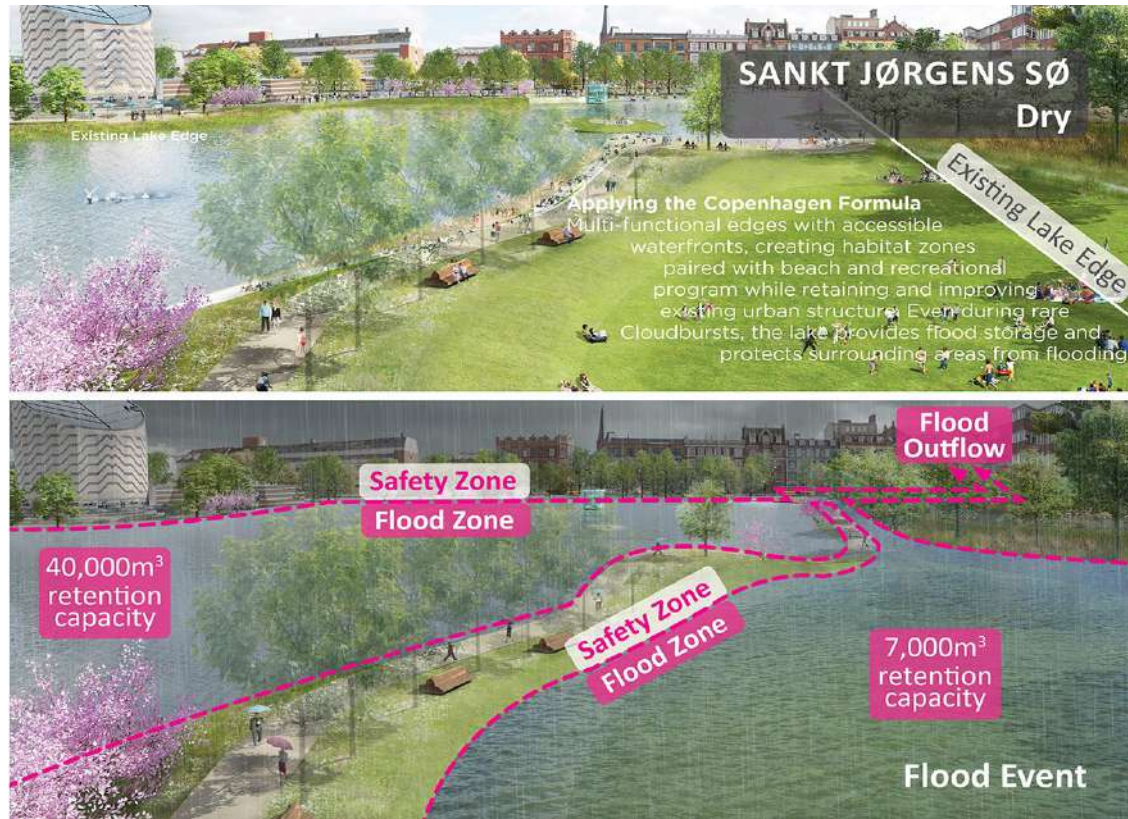 SANKT JØRGENS SØ
Dry
Existing Lake Edge
Existing Lake Edge
Applying the Copenhagen Formula
Multi-functional edges with accessible
waterfronts, creating habitat zones
paired with beach and recreational
program while retaining and improving
existing urban structure. Even during rare
Cloudbursts, the lake provides flood storage and
protects surrounding areas from flooding
Flood
Outflow
Safety Zone
Flood Zone
40,000m³
retention
capacity
Safety Zone
Flood Zone
7,000m³
retention
capacity
Flood Event